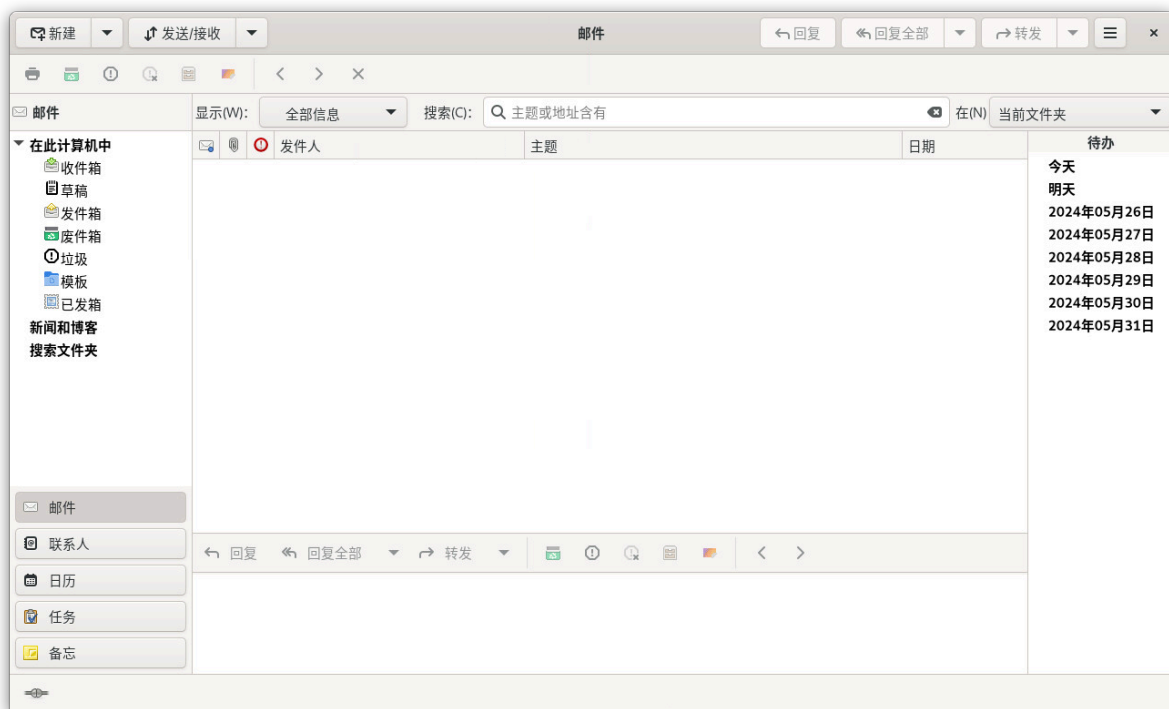 新建 发送/接收 邮件 回复 回复全部 转发
邮件 显示(W): 全部信息 搜索(C): 主题或地址含有 在(N) 当前文件夹
在此计算机中 发件人 主题 日期 待办
收件箱
草稿
发件箱
废件箱
垃圾
模板
已发箱
新闻和博客
搜索文件夹
今天
明天
2024年05月26日
2024年05月27日
2024年05月28日
2024年05月29日
2024年05月30日
2024年05月31日
邮件
联系人
日历
任务
备忘
回复 回复全部 转发